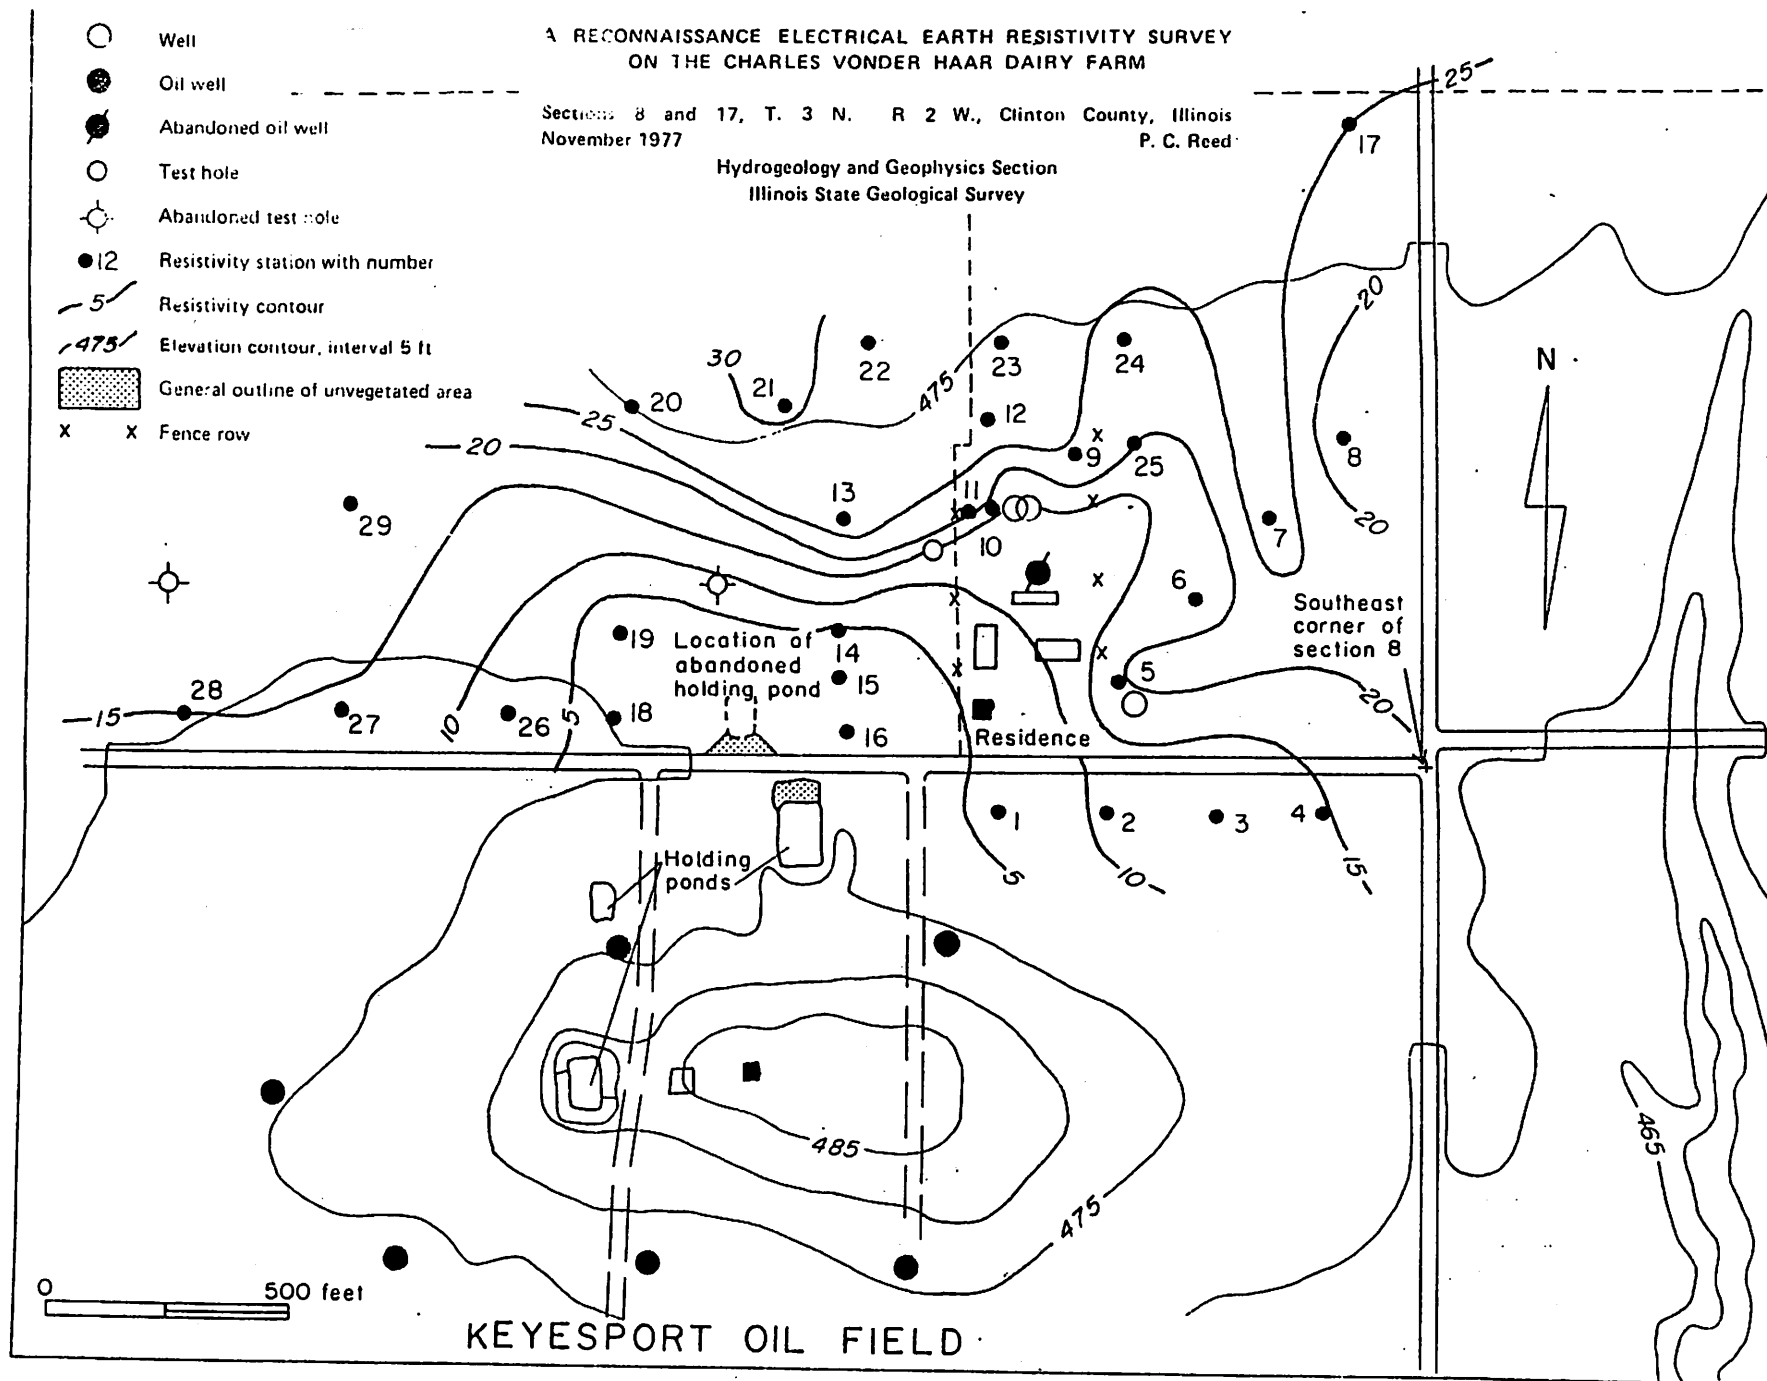 A RECONNAISSANCE ELECTRICAL EARTH RESISTIVITY SURVEY
ON THE CHARLES VONDER HAAR DAIRY FARM
Sections 8 and 17, T. 3 N. R 2 W., Clinton County, Illinois
November 1977 P. C. Reed
Hydrogeology and Geophysics Section
Illinois State Geological Survey
Well
Oil well
Abandoned oil well
Test hole
Abandoned test hole
12 Resistivity station with number
5 Resistivity contour
475 Elevation contour, interval 5 ft
General outline of unvegetated area
x x Fence row
25
17
20
N
30
21
22
23
24
475
20
25
12
20
9
25
8
13
11
10
20
29
7
6
Southeast
corner of
section 8
19
Location of
abandoned
holding pond
14
15
5
28
15
27
10
26
5
18
16
Residence
20
1
2
3
4
Holding
ponds
5
10
15
485
465
475
0 500 feet
KEYESPORT OIL FIELD